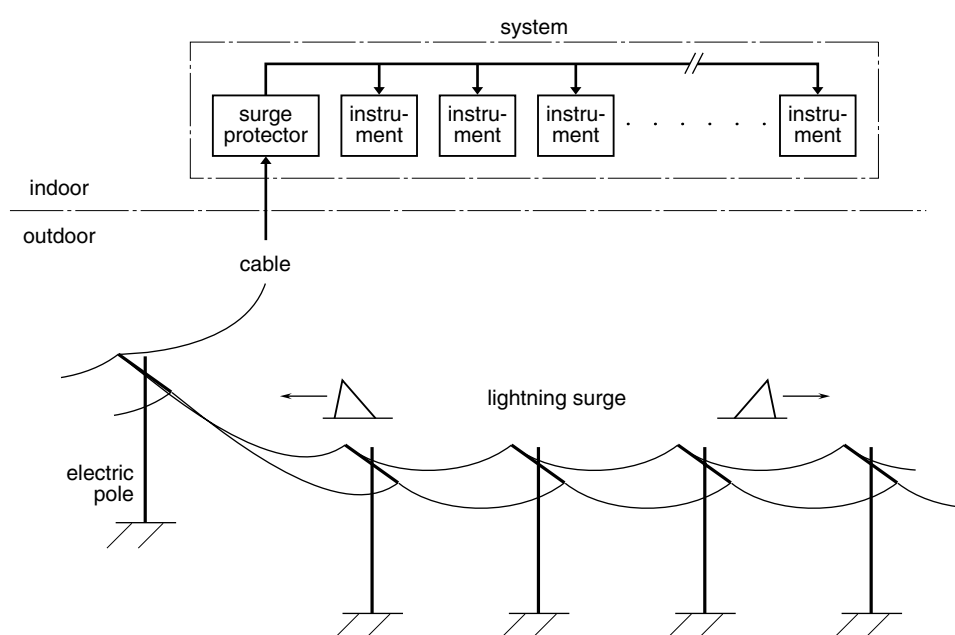 system
surge
protector
instru-
ment
instru-
ment
instru-
ment
instru-
ment
indoor
outdoor
cable
lightning surge
electric
pole